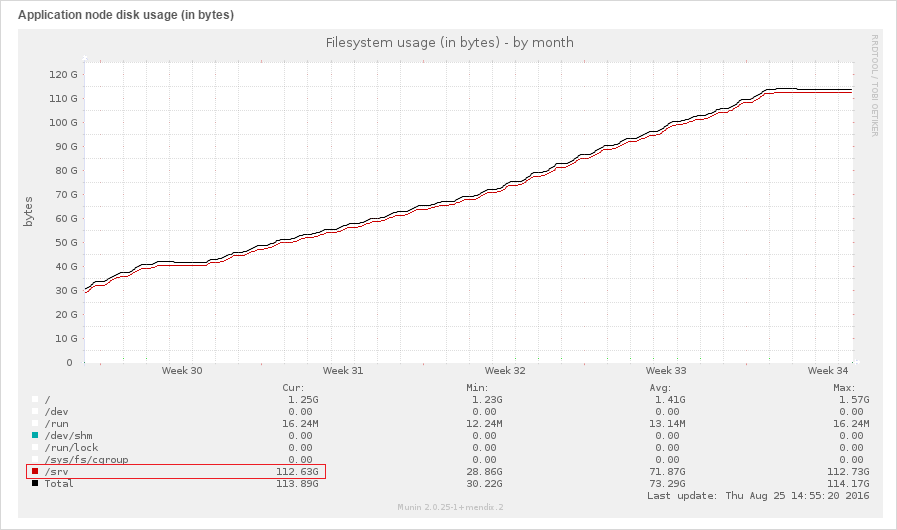 Application node disk usage (in bytes)
Filesystem usage (in bytes) - by month
RRDTOOL / TOBI OETIKER
bytes
120 G
110 G
100 G
90 G
80 G
70 G
60 G
50 G
40 G
30 G
20 G
10 G
0
Week 30 Week 31 Week 32 Week 33 Week 34
Cur: Min: Avg: Max:
/ 1.25G 1.23G 1.41G 1.57G
/dev 0.00 0.00 0.00 0.00
/run 16.24M 12.24M 13.14M 16.24M
/dev/shm 0.00 0.00 0.00 0.00
/run/lock 0.00 0.00 0.00 0.00
/sys/fs/cgroup 0.00 0.00 0.00 0.00
/srv 112.63G 28.86G 71.87G 112.73G
Total 113.89G 30.22G 73.29G 114.17G
Last update: Thu Aug 25 14:55:20 2016
Munin 2.0.25-1+mendix.2